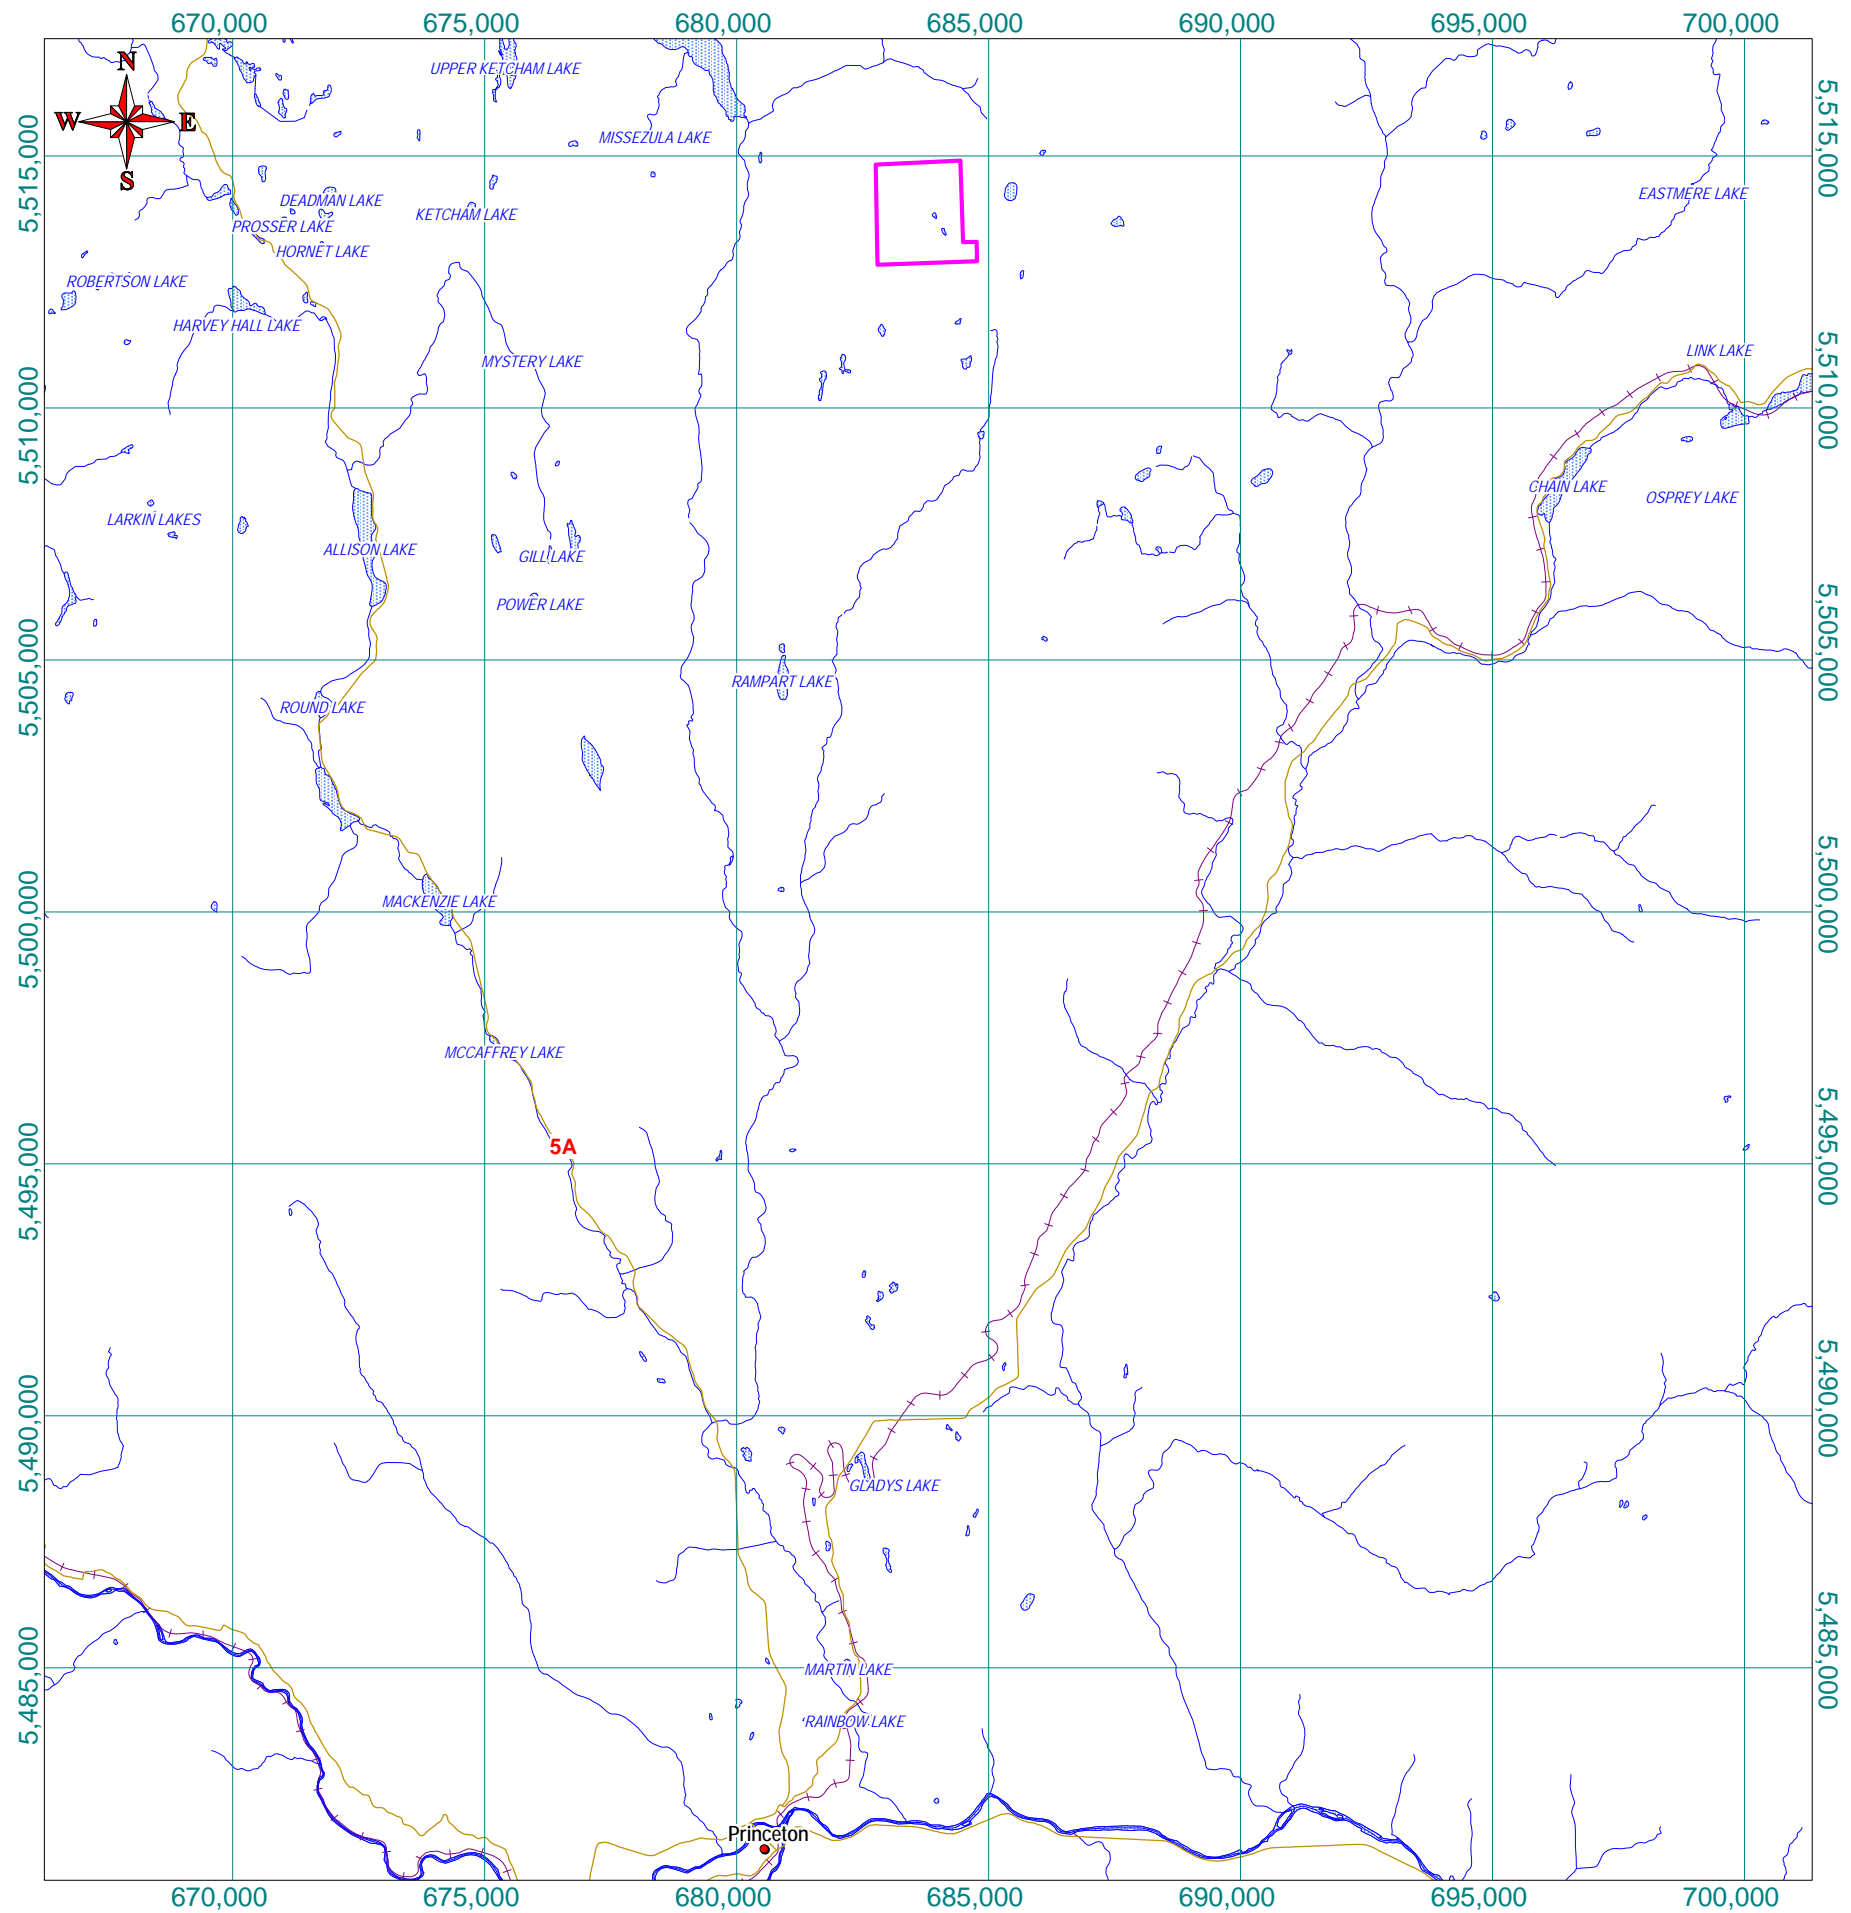 670,000 675,000 680,000 685,000 690,000 695,000 700,000
N
W E
S
UPPER KETCHAM LAKE
MISSEZULA LAKE
5,515,000
5,515,000
DEADMAN LAKE
EASTMERE LAKE
KETCHAM LAKE
PROSSER LAKE
HORNET LAKE
ROBERTSON LAKE
HARVEY HALL LAKE
MYSTERY LAKE
LINK LAKE
5,510,000
5,510,000
CHAIN LAKE
OSPREY LAKE
LARKIN LAKES
ALLISON LAKE
GILL LAKE
POWER LAKE
5,505,000
5,505,000
RAMPART LAKE
ROUND LAKE
MACKENZIE LAKE
5,500,000
5,500,000
MCCAFFREY LAKE
5A
5,495,000
5,495,000
5,490,000
5,490,000
GLADYS LAKE
5,485,000
5,485,000
MARTIN LAKE
RAINBOW LAKE
Princeton
670,000 675,000 680,000 685,000 690,000 695,000 700,000